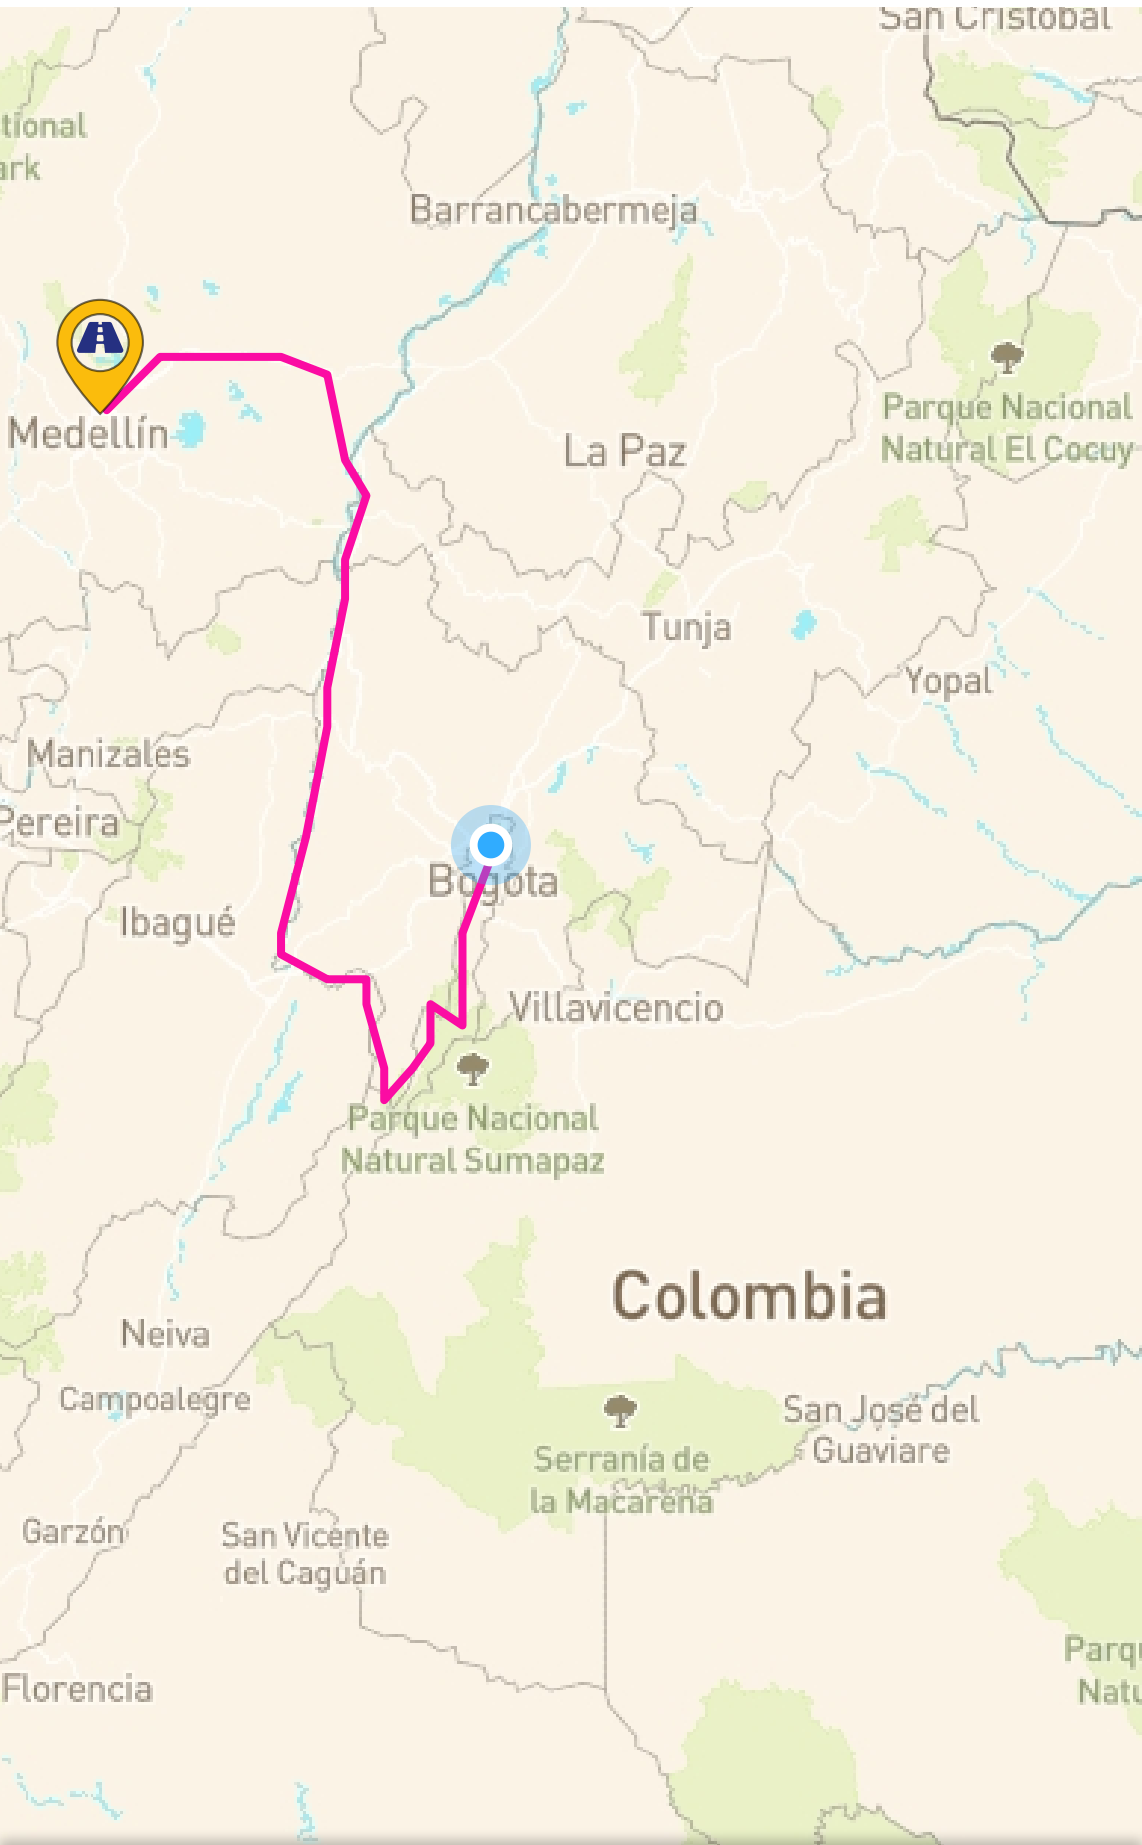 San Cristóbal
tional
ark
Barrancabermeja
Medellín
Parque Nacional
Natural El Cocuy
La Paz
Tunja
Yopal
Manizales
Pereira
Bogota
Ibagué
Villavicencio
Parque Nacional
Natural Sumapaz
Colombia
Neiva
Campoalegre
San José del
Guaviare
Serranía de
la Macarena
Garzón
San Vicente
del Caguán
Parqu
Natu
Florencia